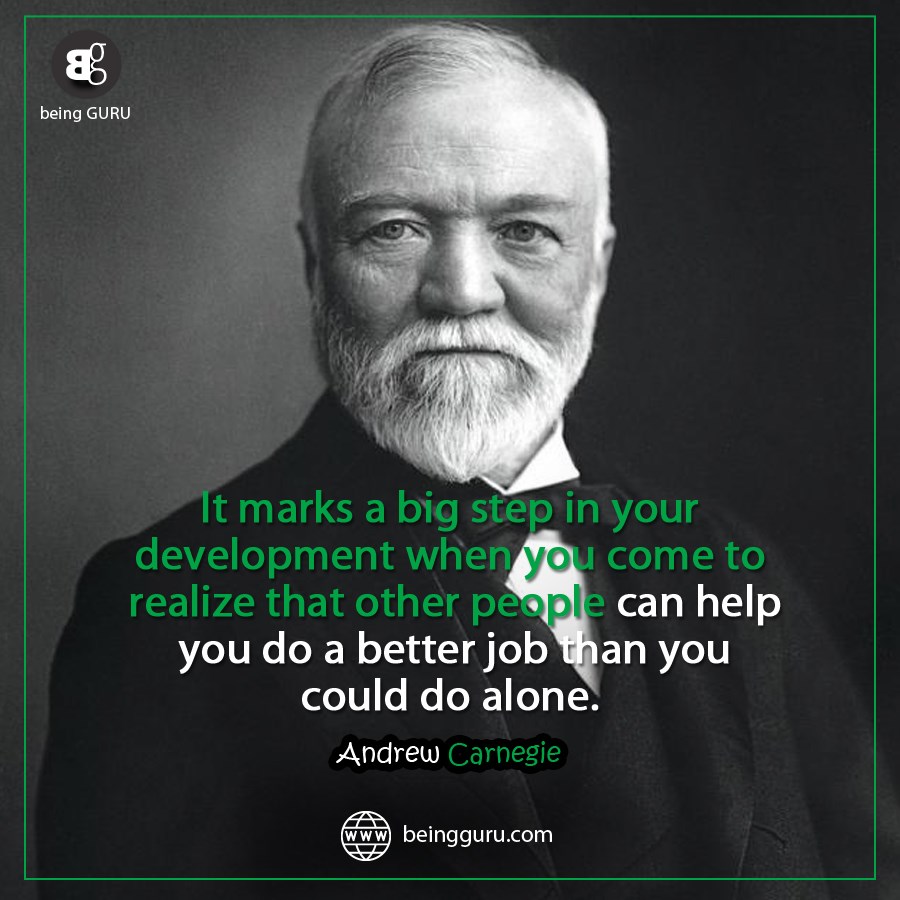 Bg
being GURU
It marks a big step in your
development when you come to
realize that other people can help
you do a better job than you
could do alone.
Andrew Carnegie
www beingguru.com